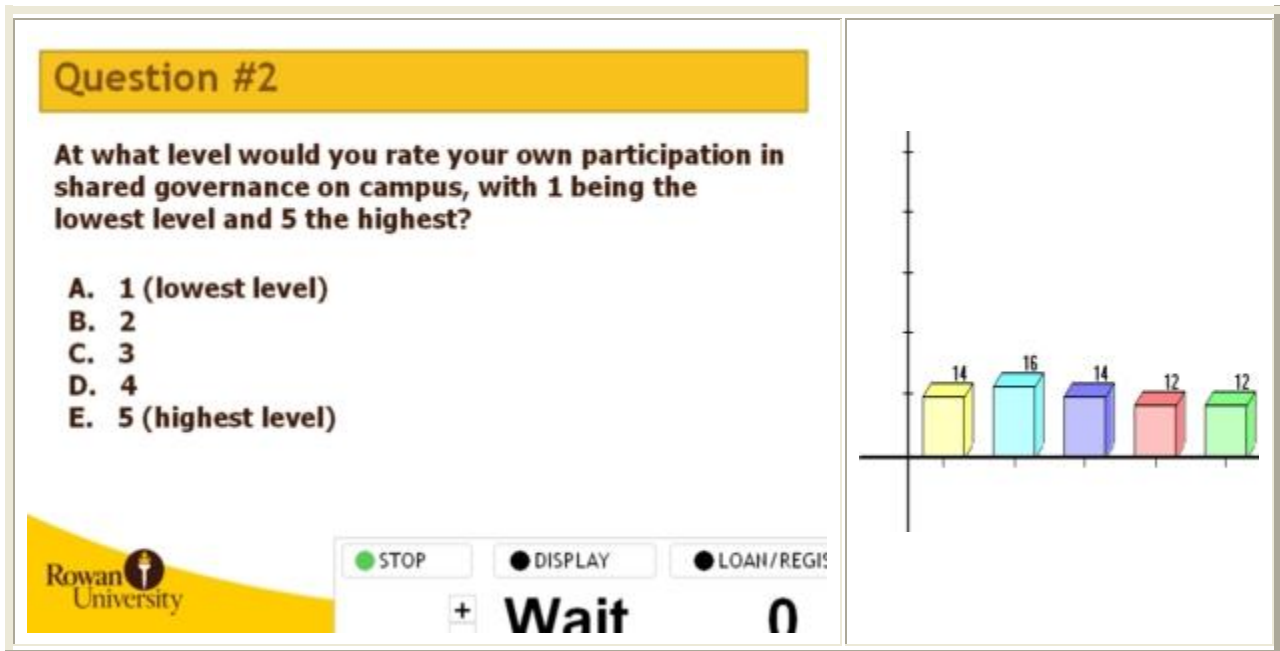 Question #2
At what level would you rate your own participation in
shared governance on campus, with 1 being the
lowest level and 5 the highest?
A. 1 (lowest level)
B. 2
C. 3
D. 4
E. 5 (highest level)
Rowan
University
STOP DISPLAY LOAN/REGIS
+ Wait 0
14 16 14 12 12